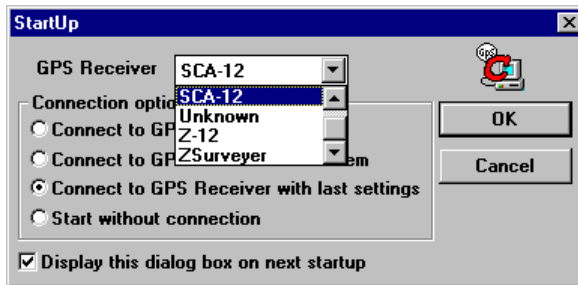 StartUp
GPS
GPS Receiver SCA-12
SCA-12
Unknown
Z-12
ZSurveyer
Connection optio
Connect to GP
Connect to GP em
Connect to GPS Receiver with last settings
Start without connection
Display this dialog box on next startup
OK
Cancel